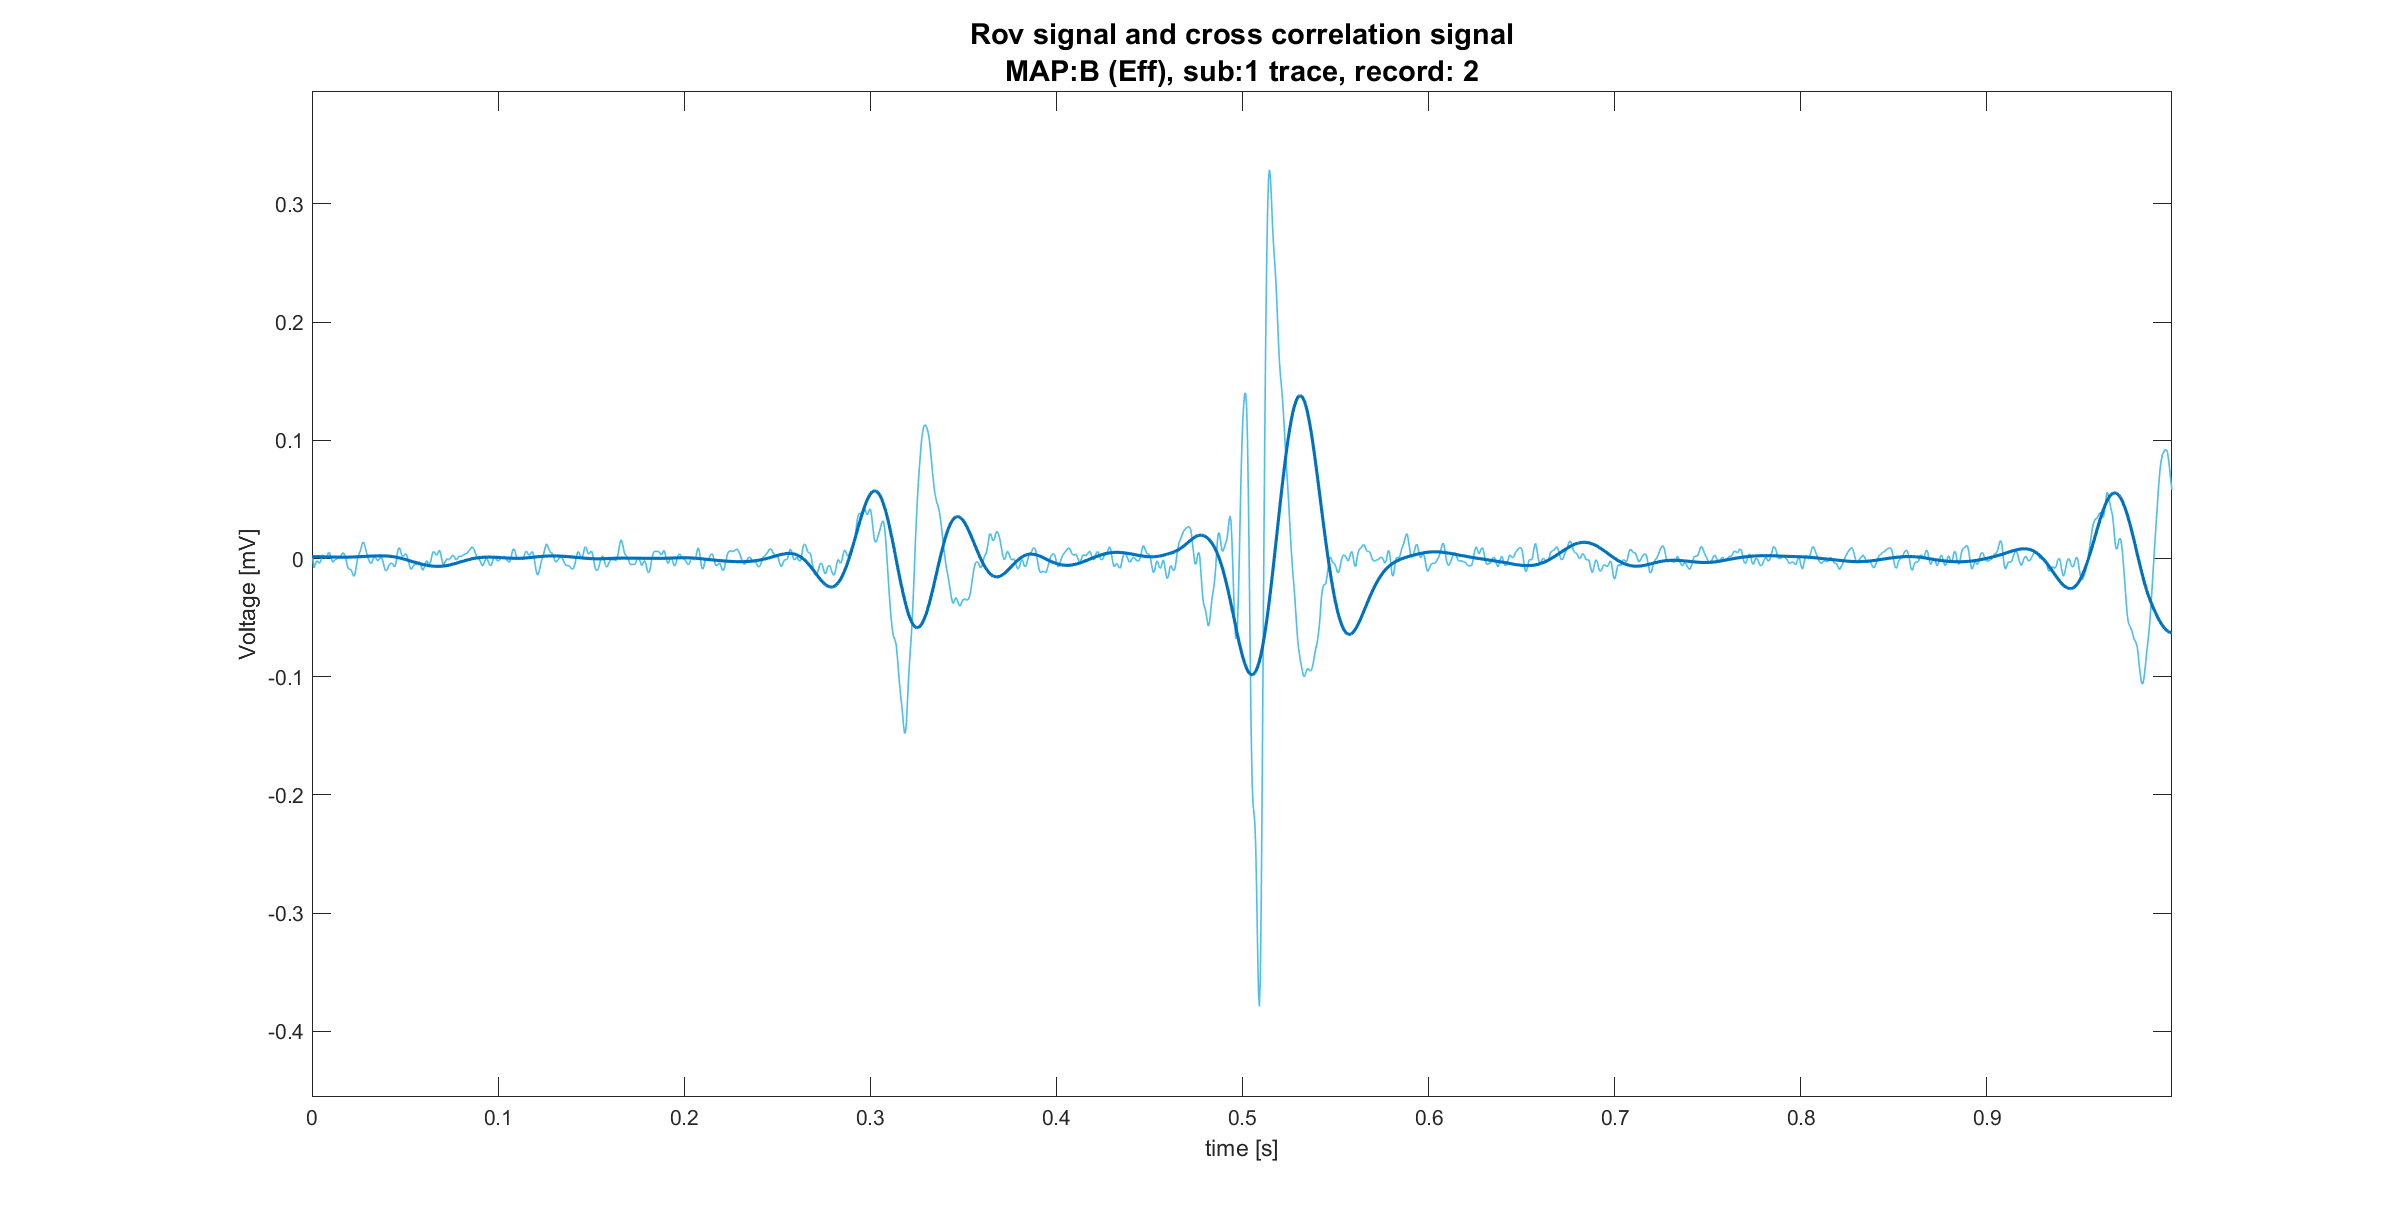 Rov signal and cross correlation signal
MAP:B (Eff), sub:1 trace, record: 2
Voltage [mV]
0.3
0.2
0.1
0
-0.1
-0.2
-0.3
-0.4
0 0.1 0.2 0.3 0.4 0.5 0.6 0.7 0.8 0.9
time [s]